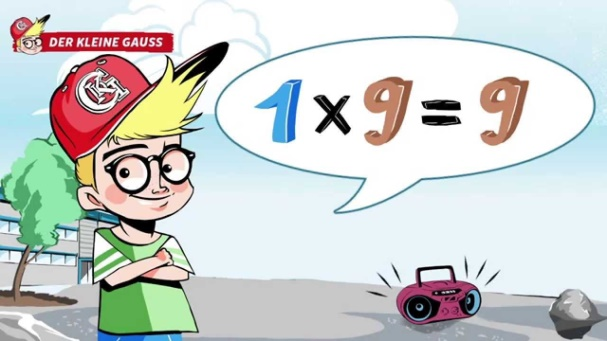 DER KLEINE GAUSS
1 x 9 = 9